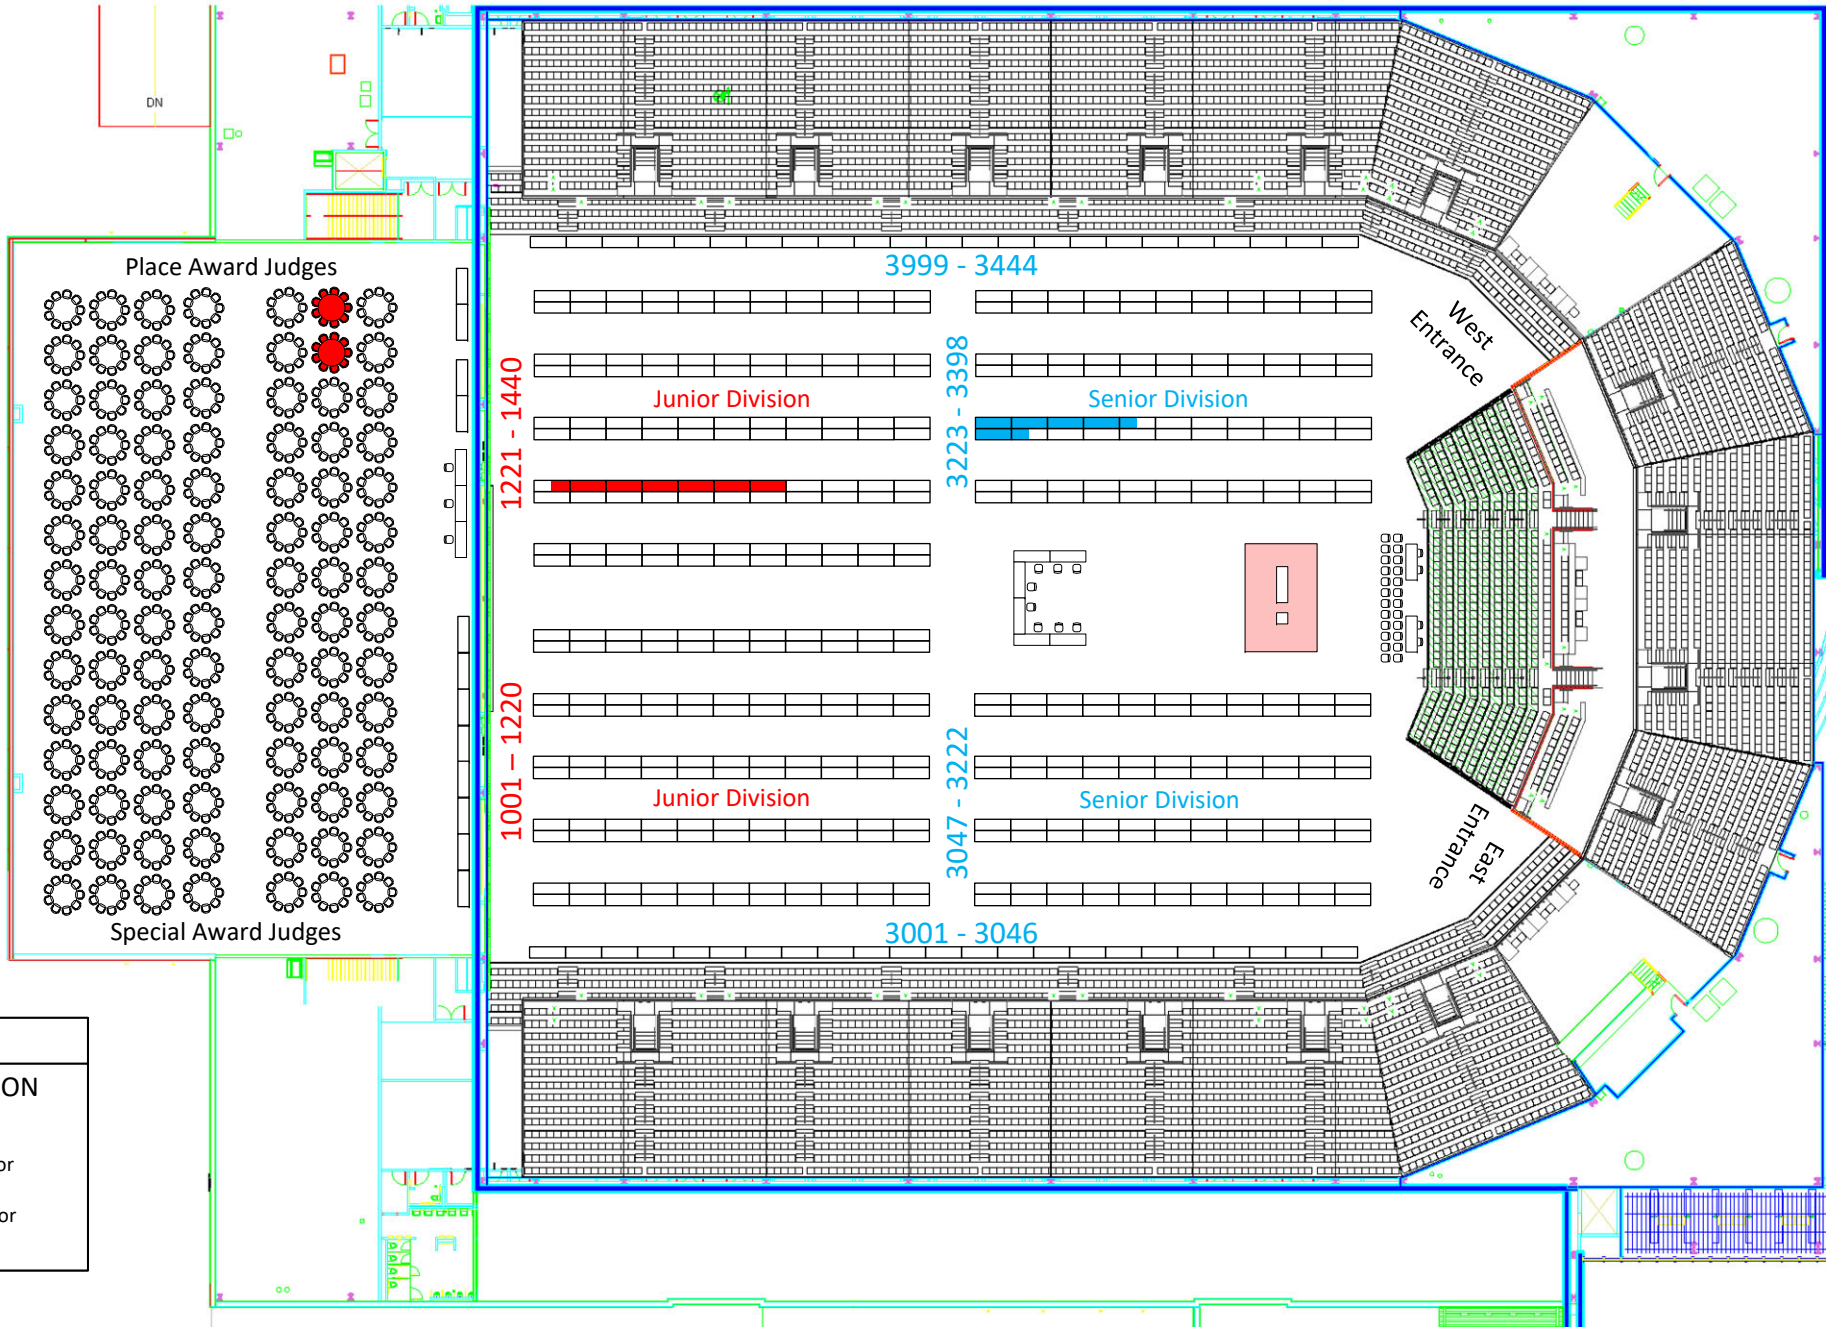 DN
Place Award Judges
3999 - 3444
West
Entrance
1221 - 1440
Junior Division
3223 - 3398
Senior Division
1001 – 1220
Junior Division
3047 - 3222
Senior Division
East
Entrance
Special Award Judges
3001 - 3046
ON
or
or